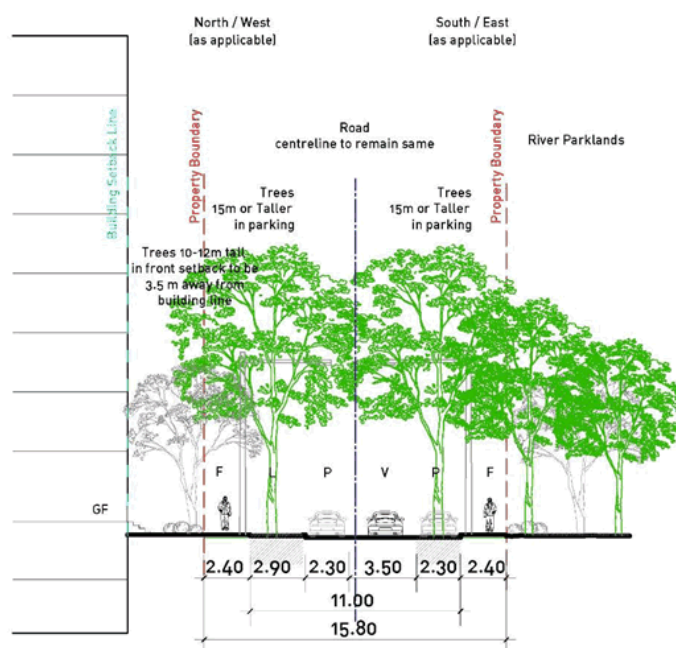 North / West
(as applicable)
South / East
(as applicable)
Building Setback Line
Property Boundary
Road
centreline to remain same
Property Boundary
River Parklands
Trees
15m or Taller
in parking
Trees
15m or Taller
in parking
Trees 10-12m tall
in front setback to be
3.5 m away from
building line
F L P V P F
GF
2.40 2.90 2.30 3.50 2.30 2.40
11.00
15.80